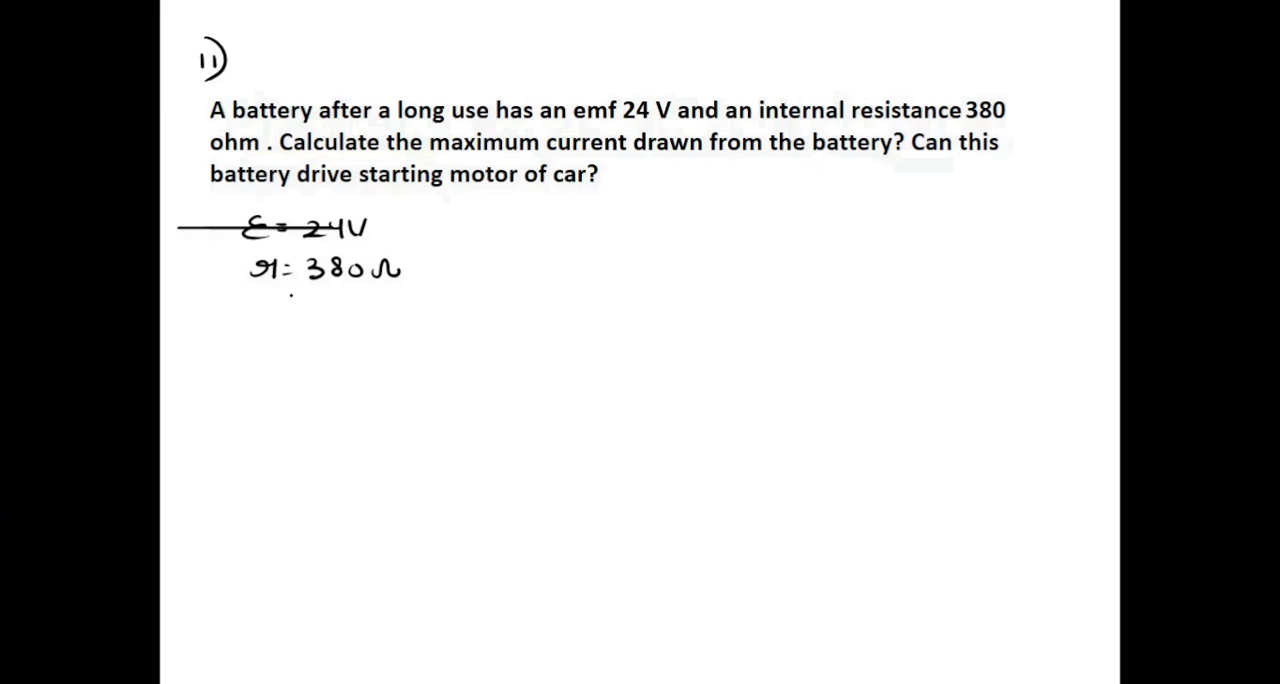 11)
A battery after a long use has an emf 24 V and an internal resistance 380
ohm . Calculate the maximum current drawn from the battery? Can this
battery drive starting motor of car?
ε = 24V
r = 380 Ω